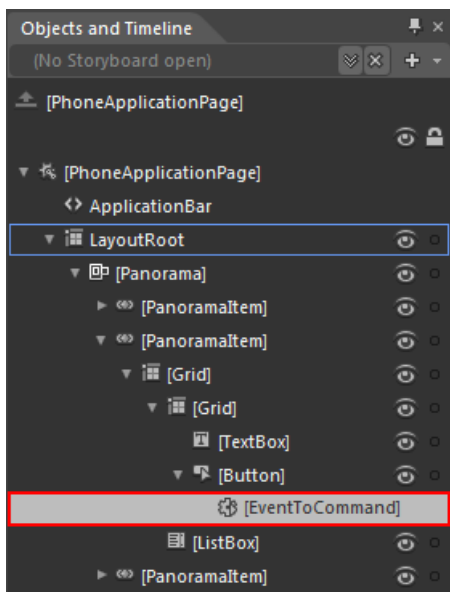 Objects and Timeline
(No Storyboard open)
[PhoneApplicationPage]
[PhoneApplicationPage]
ApplicationBar
LayoutRoot
[Panorama]
[PanoramaItem]
[PanoramaItem]
[Grid]
[Grid]
[TextBox]
[Button]
[EventToCommand]
[ListBox]
[PanoramaItem]